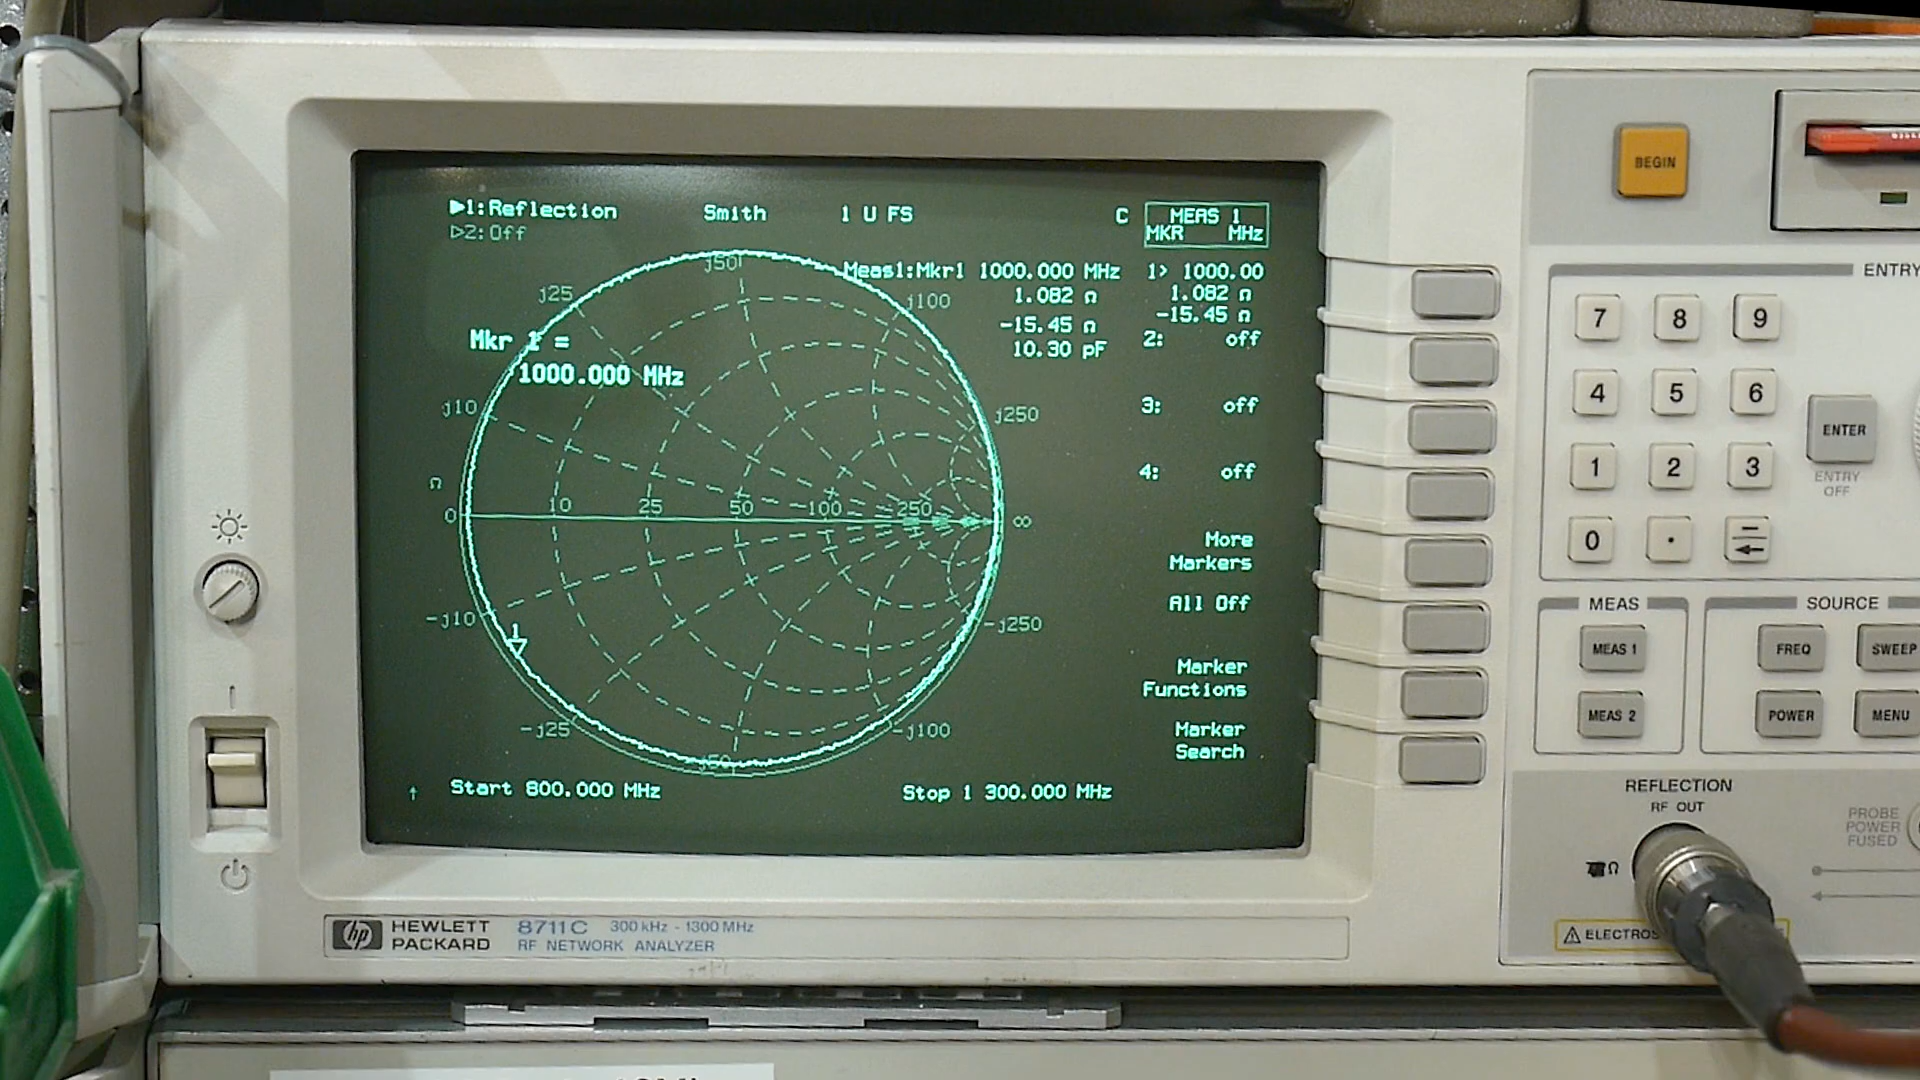 ▶1:Reflection Smith 1 U FS C MEAS 1
▷2:Off MKR MHz
Meas1:Mkr1 1000.000 MHz 1> 1000.00
1.082 Ω 1.082 Ω
-15.45 Ω -15.45 Ω
10.30 pF
2: off
3: off
4: off
Mkr 1 =
1000.000 MHz
j50
j25
j100
j10
j250
Ω
0 10 25 50 100 250 ∞
-j10
-j250
1
-j25
-j100
-j50
More
Markers
All Off
Marker
Functions
Marker
Search
↑ Start 800.000 MHz Stop 1 300.000 MHz
hp HEWLETT
PACKARD
8711C 300 kHz - 1300 MHz
RF NETWORK ANALYZER
BEGIN
ENTRY
7 8 9
4 5 6
ENTER
1 2 3
ENTRY
OFF
0 .
MEAS SOURCE
MEAS 1 FREQ SWEEP
MEAS 2 POWER MENU
REFLECTION
RF OUT
PROBE
POWER
FUSED
Ω
ELECTROS